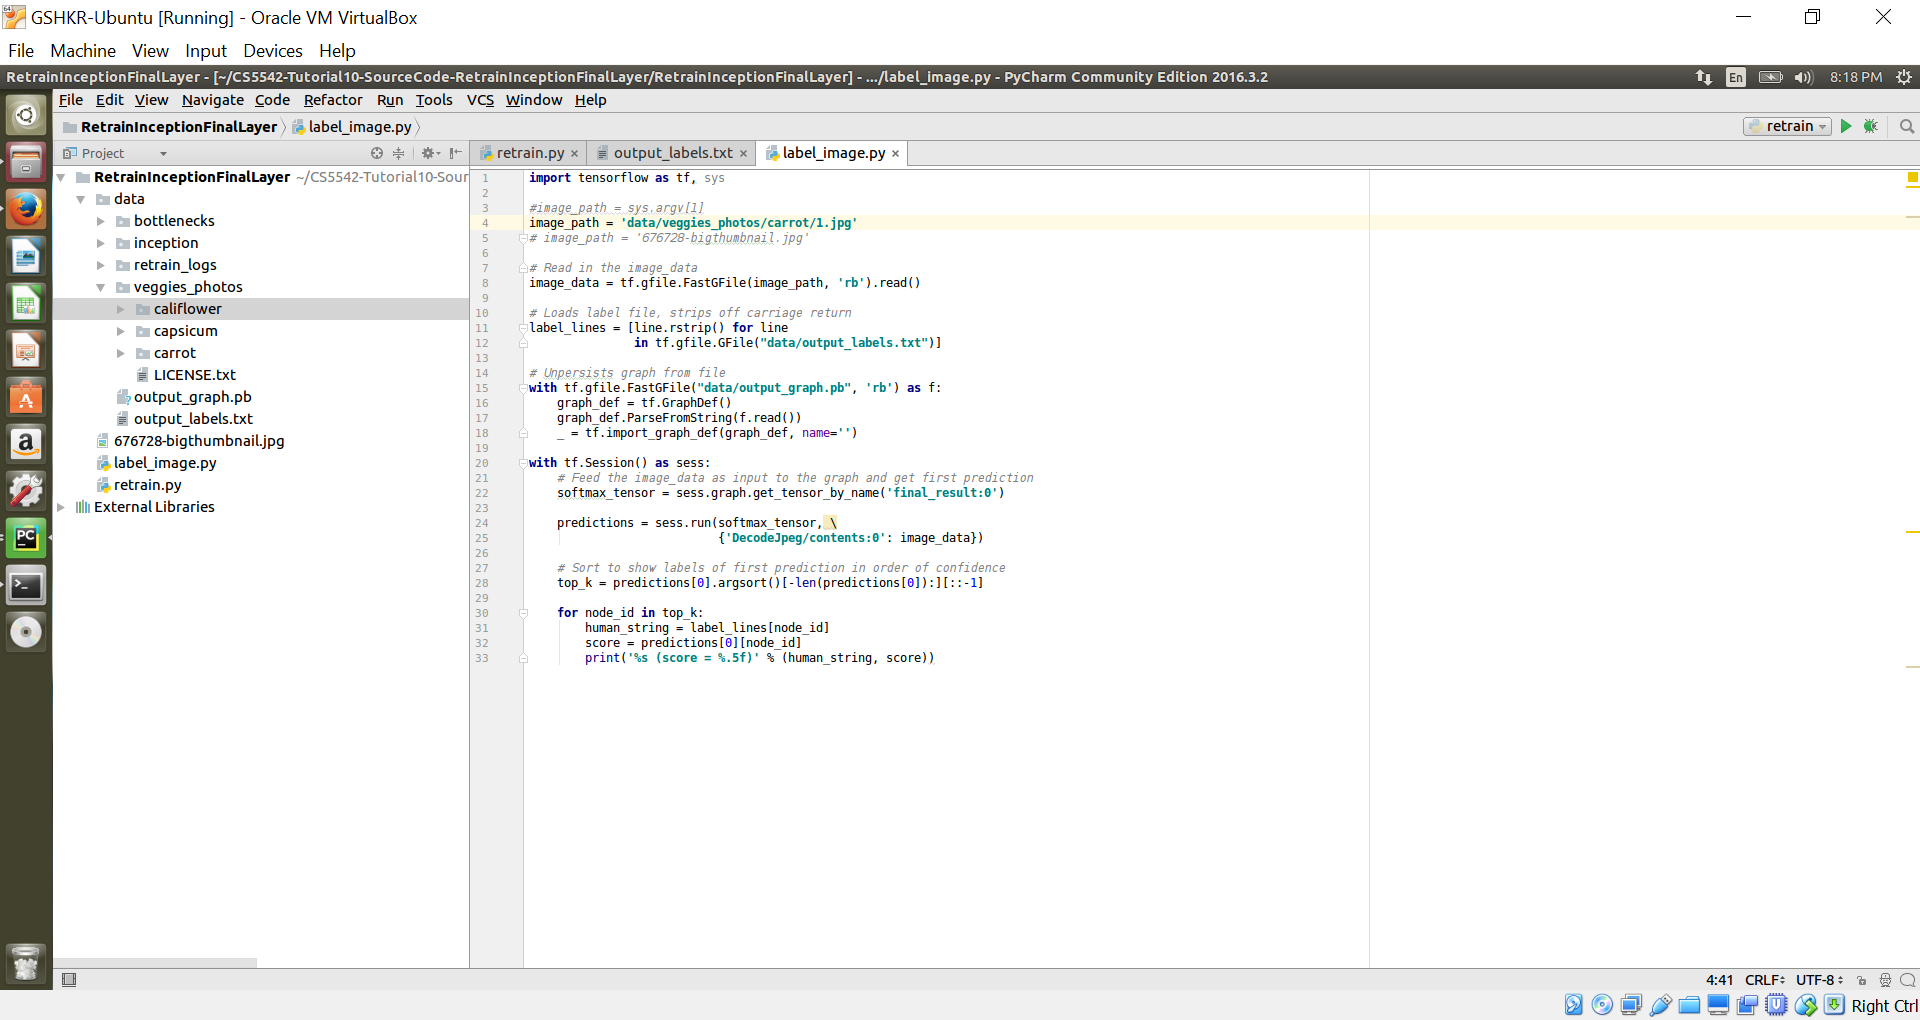 GSHKR-Ubuntu [Running] - Oracle VM VirtualBox
File Machine View Input Devices Help
RetrainInceptionFinalLayer - [~/CS5542-Tutorial10-SourceCode-RetrainInceptionFinalLayer/RetrainInceptionFinalLayer] - .../label_image.py - PyCharm Community Edition 2016.3.2
En 8:18 PM
File Edit View Navigate Code Refactor Run Tools VCS Window Help
RetrainInceptionFinalLayer label_image.py
retrain
Project
retrain.py output_labels.txt label_image.py
RetrainInceptionFinalLayer ~/CS5542-Tutorial10-Sour
data
bottlenecks
inception
retrain_logs
veggies_photos
califlower
capsicum
carrot
LICENSE.txt
output_graph.pb
output_labels.txt
676728-bigthumbnail.jpg
label_image.py
retrain.py
External Libraries
1 import tensorflow as tf, sys
2
3 #image_path = sys.argv[1]
4 image_path = 'data/veggies_photos/carrot/1.jpg'
5 # image_path = '676728-bigthumbnail.jpg'
6
7 # Read in the image_data
8 image_data = tf.gfile.FastGFile(image_path, 'rb').read()
9
10 # Loads label file, strips off carriage return
11 label_lines = [line.rstrip() for line
12 in tf.gfile.GFile("data/output_labels.txt")]
13
14 # Unpersists graph from file
15 with tf.gfile.FastGFile("data/output_graph.pb", 'rb') as f:
16 graph_def = tf.GraphDef()
17 graph_def.ParseFromString(f.read())
18 _ = tf.import_graph_def(graph_def, name='')
19
20 with tf.Session() as sess:
21 # Feed the image_data as input to the graph and get first prediction
22 softmax_tensor = sess.graph.get_tensor_by_name('final_result:0')
23
24 predictions = sess.run(softmax_tensor, \
25 {'DecodeJpeg/contents:0': image_data})
26
27 # Sort to show labels of first prediction in order of confidence
28 top_k = predictions[0].argsort()[-len(predictions[0]):][::-1]
29
30 for node_id in top_k:
31 human_string = label_lines[node_id]
32 score = predictions[0][node_id]
33 print('%s (score = %.5f)' % (human_string, score))
4:41 CRLF UTF-8
Right Ctrl